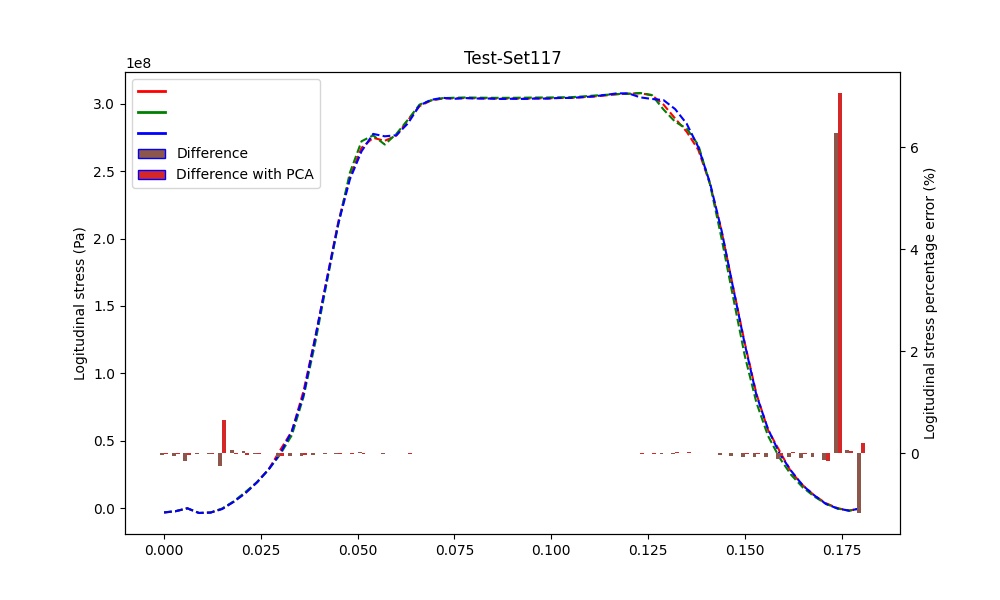 Test-Set117
1e8
Difference
Difference with PCA
3.0
2.5
2.0
1.5
1.0
0.5
0.0
Logitudinal stress (Pa)
6
4
2
0
Logitudinal stress percentage error (%)
0.000 0.025 0.050 0.075 0.100 0.125 0.150 0.175